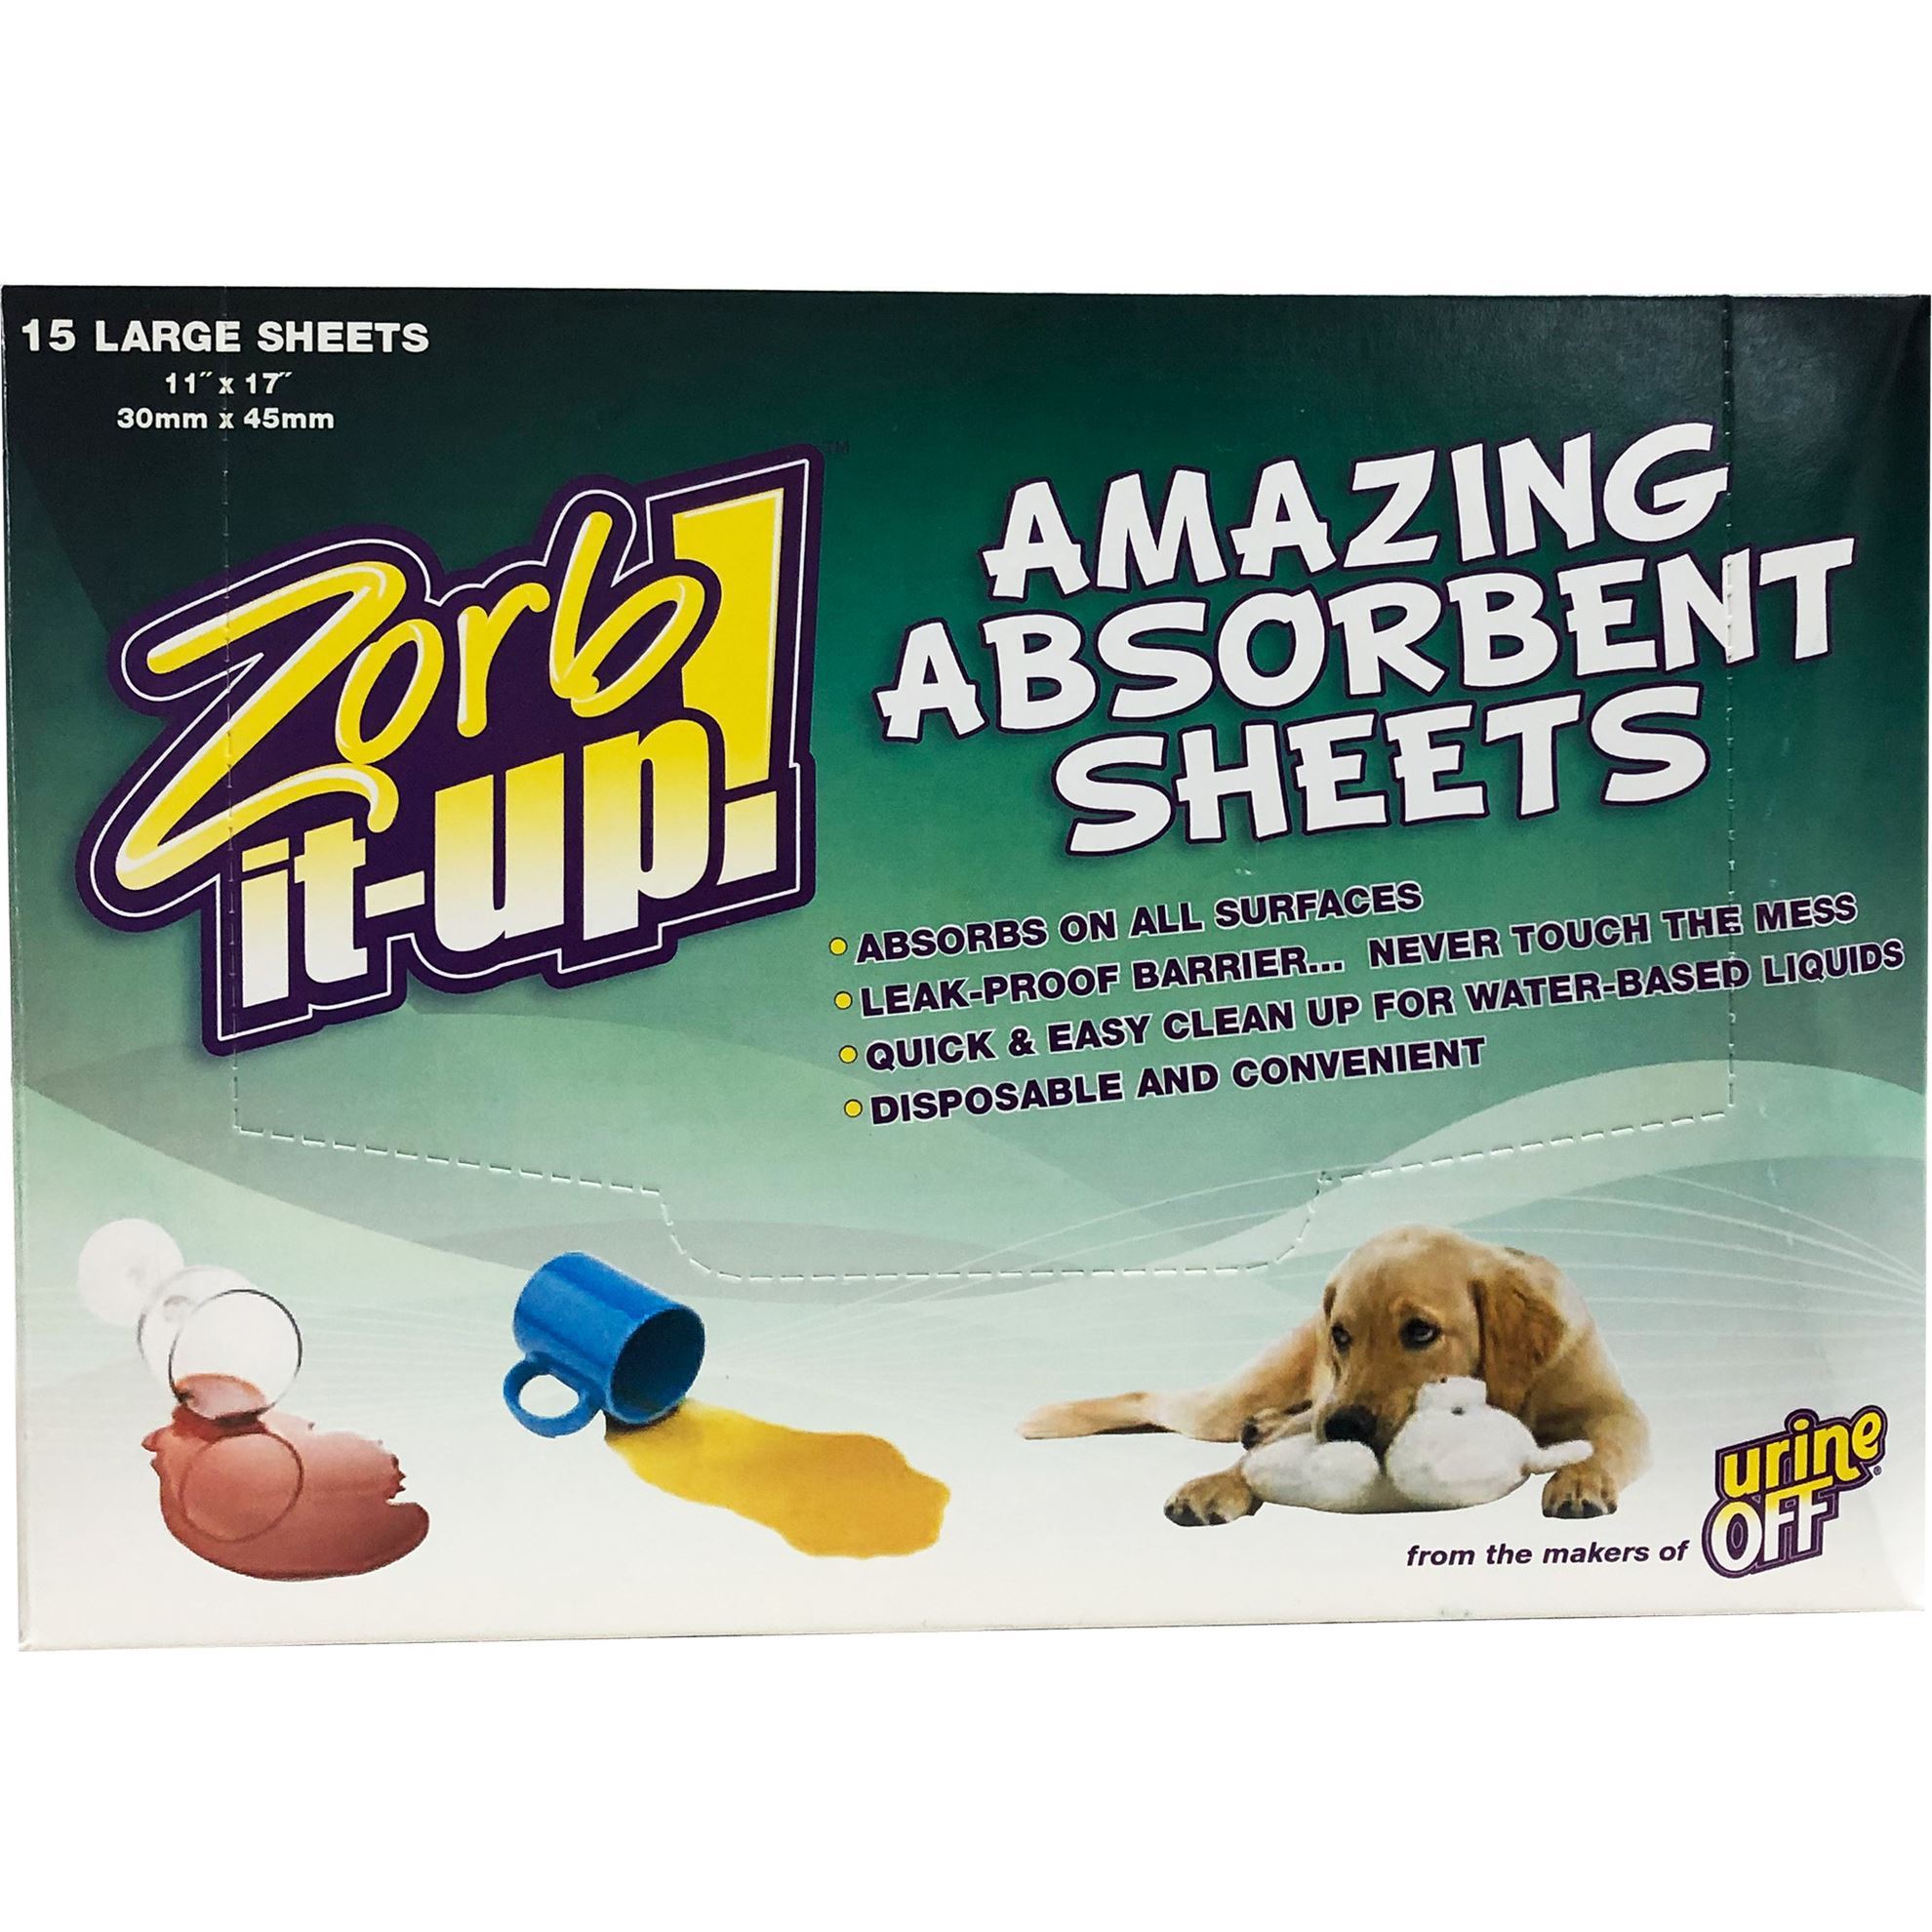 15 LARGE SHEETS
11″ x 17″
30mm x 45mm
Zorb
it-up!
TM
AMAZING
ABSORBENT
SHEETS
ABSORBS ON ALL SURFACES
LEAK-PROOF BARRIER... NEVER TOUCH THE MESS
QUICK & EASY CLEAN UP FOR WATER-BASED LIQUIDS
DISPOSABLE AND CONVENIENT
from the makers of
urine
OFF®